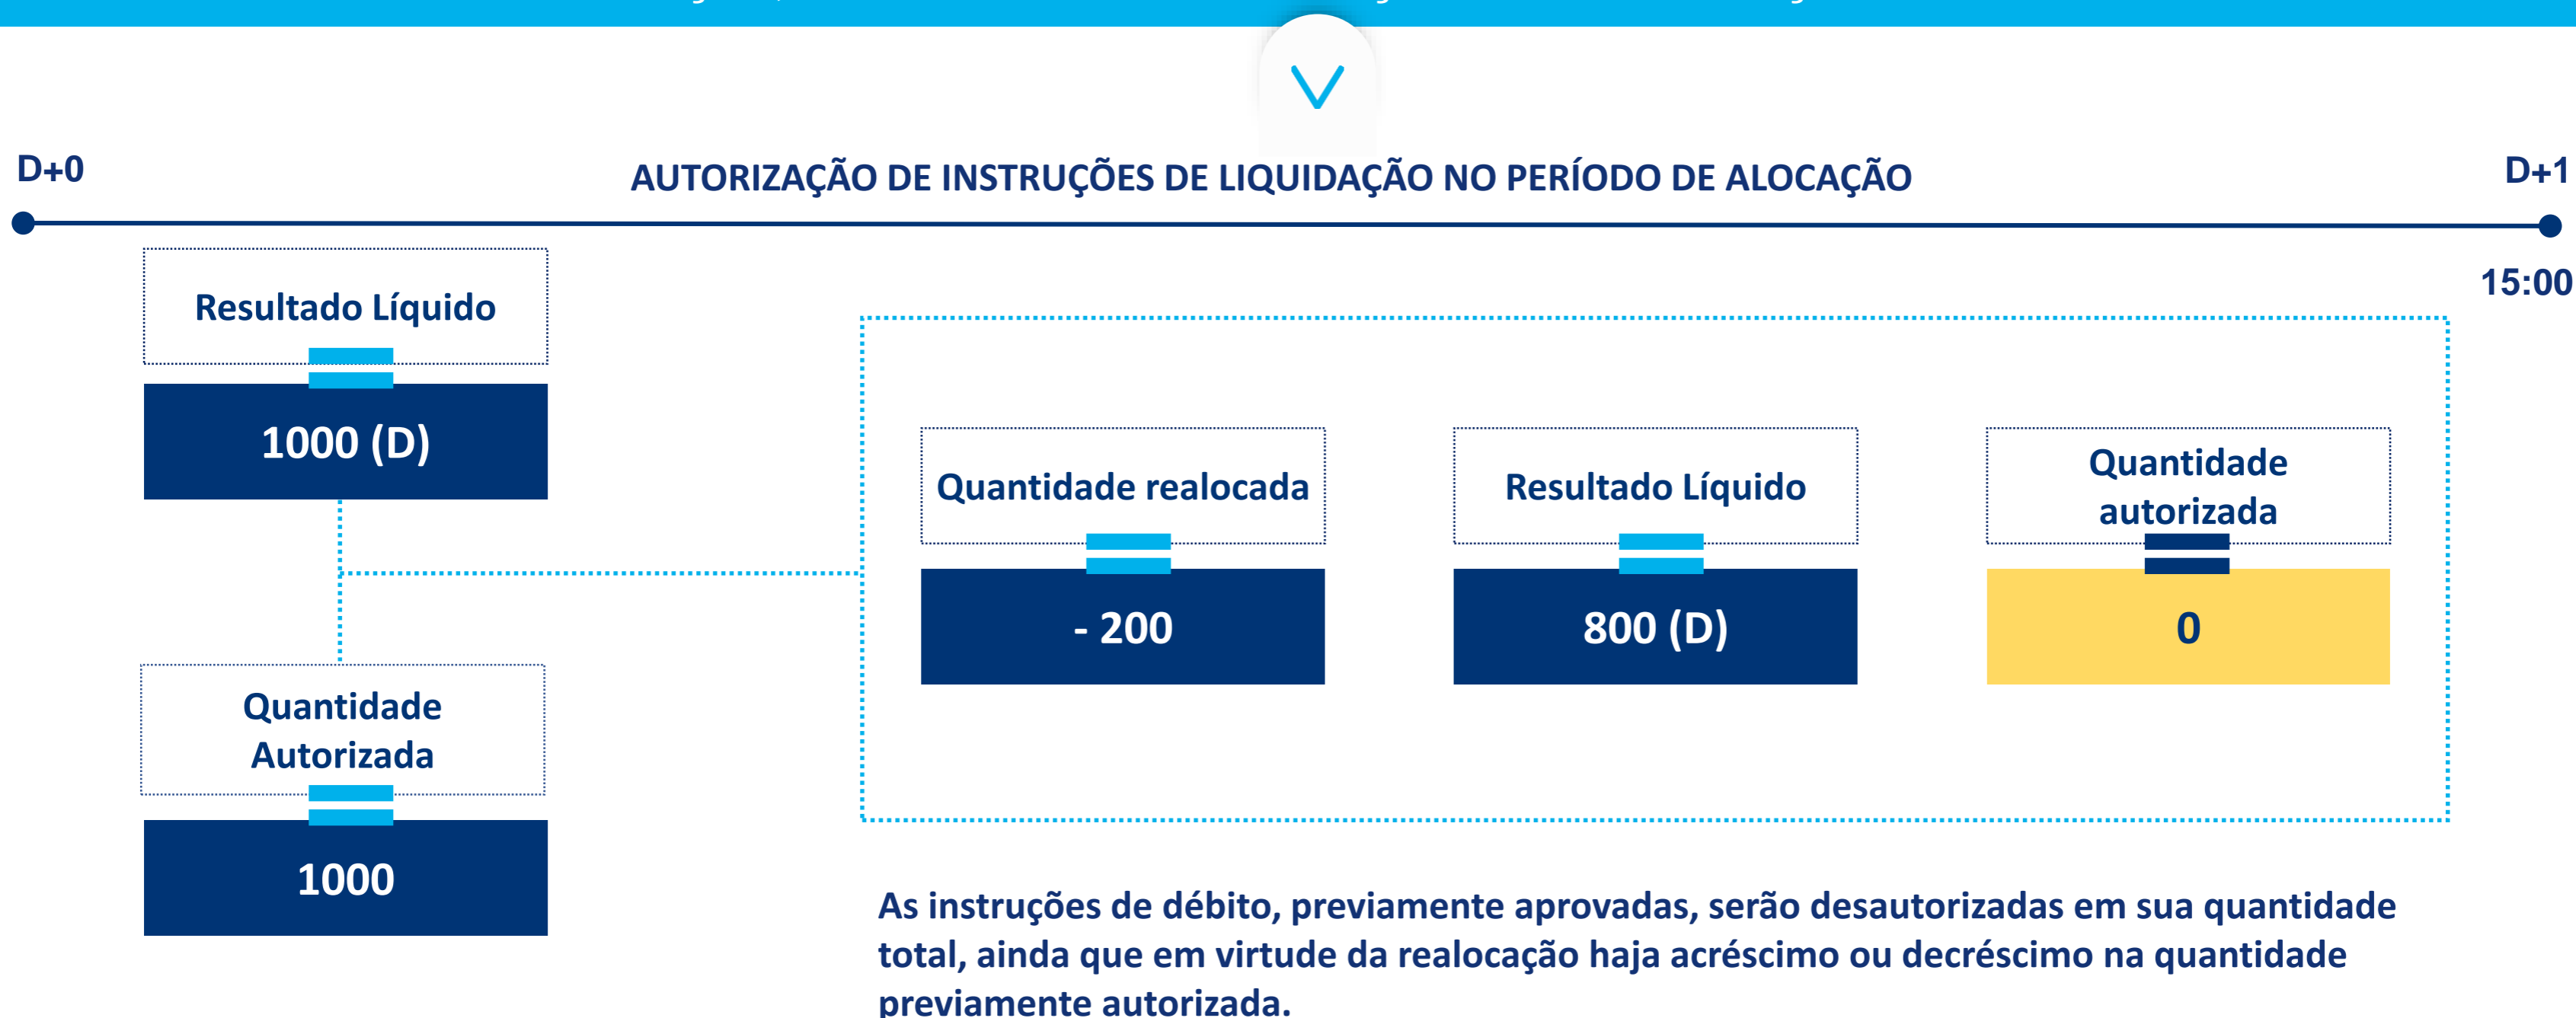 D+0
AUTORIZAÇÃO DE INSTRUÇÕES DE LIQUIDAÇÃO NO PERÍODO DE ALOCAÇÃO
D+1
15:00
Resultado Líquido
1000 (D)
Quantidade
Autorizada
1000
Quantidade realocada
- 200
Resultado Líquido
800 (D)
Quantidade
autorizada
0
As instruções de débito, previamente aprovadas, serão desautorizadas em sua quantidade
total, ainda que em virtude da realocação haja acréscimo ou decréscimo na quantidade
previamente autorizada.